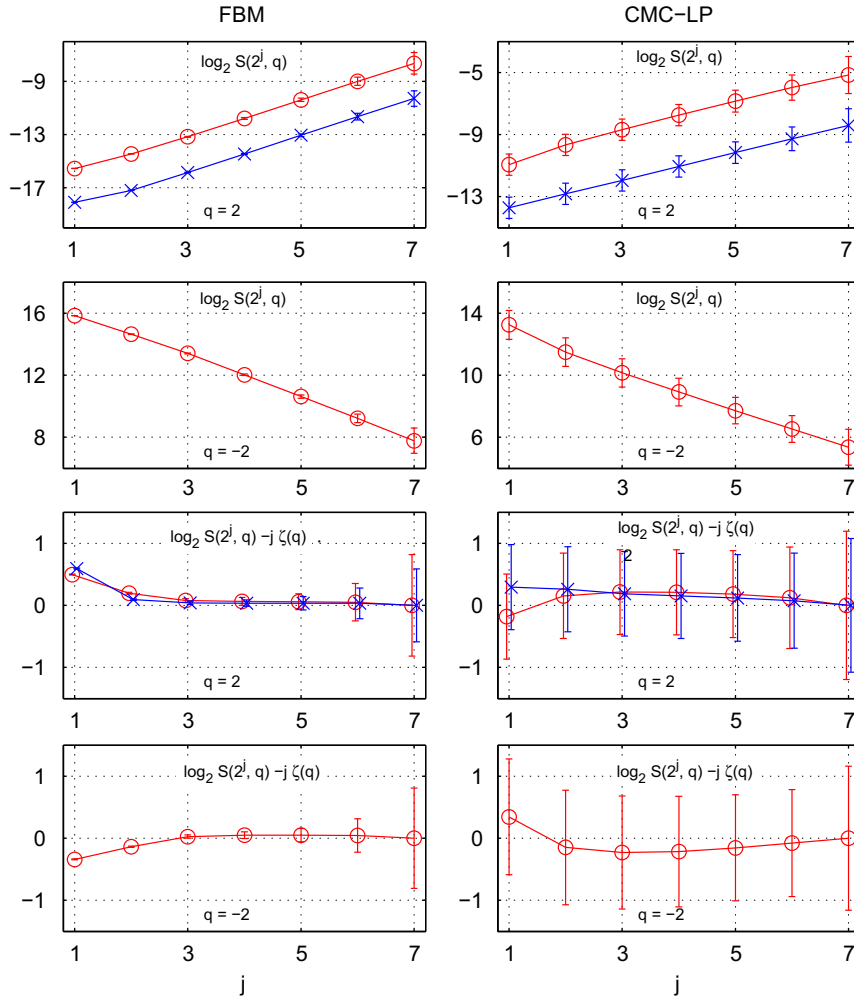 FBM
CMC−LP
log₂ S(2ʲ, q)
−9
−13
−17
q = 2
1 3 5 7
log₂ S(2ʲ, q)
−5
−9
−13
q = 2
1 3 5 7
log₂ S(2ʲ, q)
16
12
8
q = −2
1 3 5 7
log₂ S(2ʲ, q)
14
10
6
q = −2
1 3 5 7
log₂ S(2ʲ, q) −j ζ(q)
1
0
−1
q = 2
1 3 5 7
log₂ S(2ʲ, q) −j ζ(q)
2
1
0
−1
q = 2
1 3 5 7
log₂ S(2ʲ, q) −j ζ(q)
1
0
−1
q = −2
1 3 5 7
j
log₂ S(2ʲ, q) −j ζ(q)
1
0
−1
q = −2
1 3 5 7
j